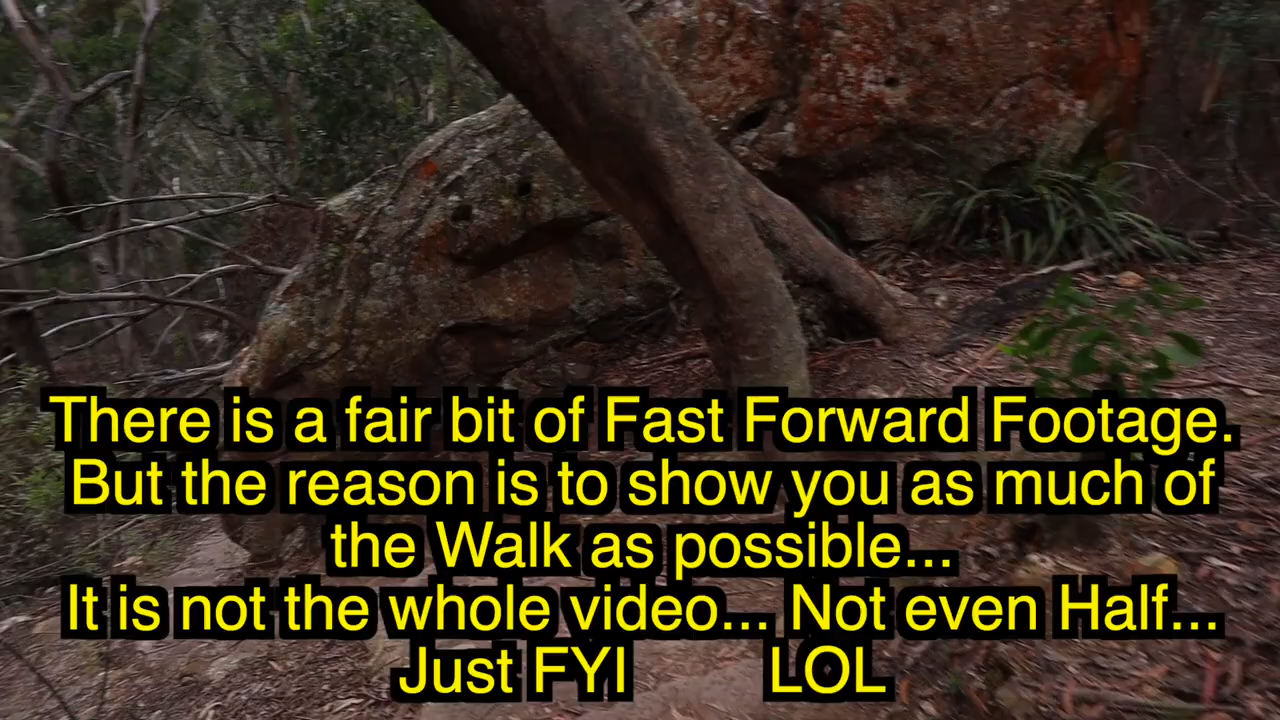 There is a fair bit of Fast Forward Footage.
But the reason is to show you as much of
the Walk as possible...
It is not the whole video... Not even Half...
Just FYI LOL